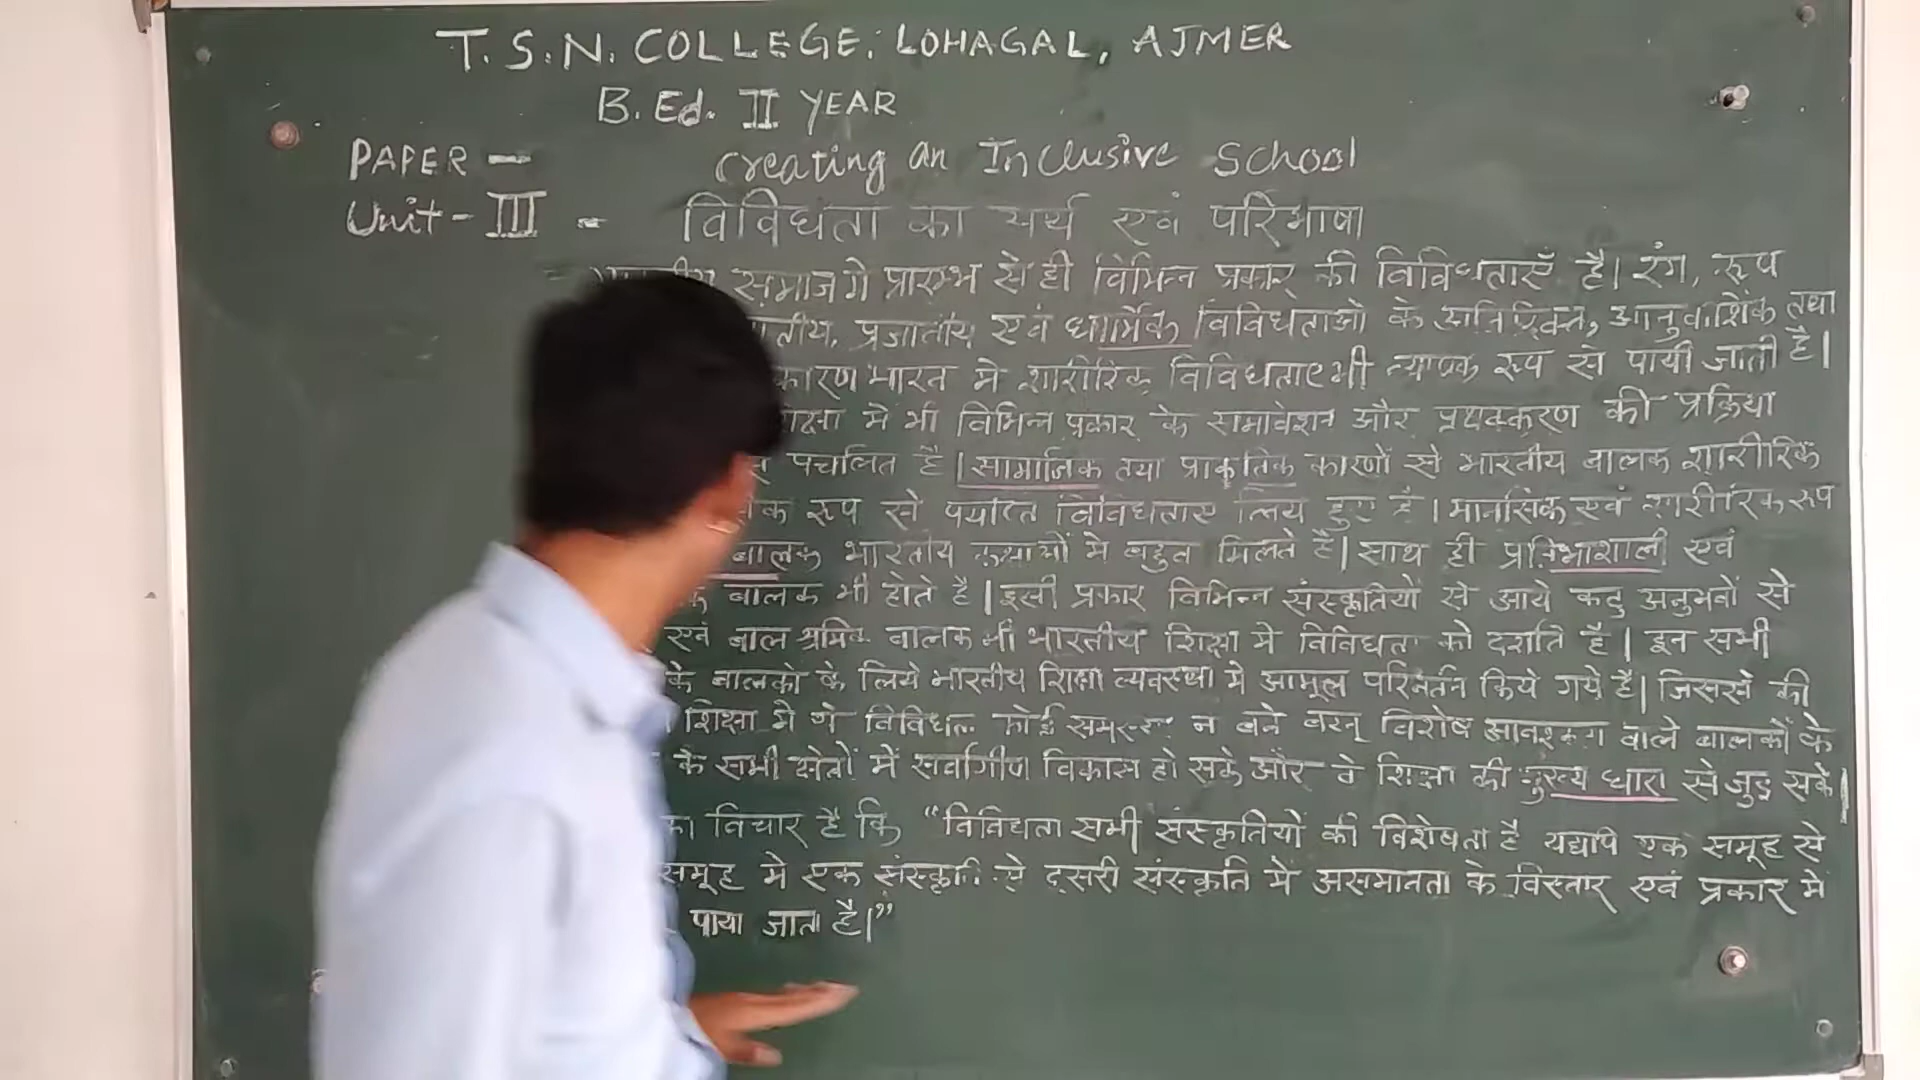 T.S.N. COLLEGE, LOHAGAL, AJMER
B. Ed. II YEAR
PAPER - Creating an Inclusive School
Unit - III - विविधता का अर्थ एवं परिभाषा
समाज मे प्रारम्भ से ही विभिन्न प्रकार की विविधताएँ है। रंग, रूप
प्रजातीय एवं धार्मिक विविधताओ के अतिरिक्त, आनुवांशिक तथा
कारण भारत मे शारीरिक विविधताए भी व्यापक रूप से पायी जाती है।
मे भी विभिन्न प्रकार के समावेशन और प्रथक्करण की प्रक्रिया
पचलित है। सामाजिक तथा प्राकृतिक कारणों से भारतीय बालक शारीरिक
रूप से पर्याप्त विविधताए लिये हुए है। मानसिक एवं शारीरिक रूप
बालक भारतीय कक्षाओं मे बहुत मिलते है। साथ ही प्रतिभाशाली एवं
बालक भी होते है। इसी प्रकार विभिन्न संस्कृतियों से आये कटु अनुभवों से
एवं बाल श्रमिक बालक भी भारतीय शिक्षा मे विविधता को दर्शाते है। इन सभी
के बालको के लिये भारतीय शिक्षा व्यवस्था मे आमूल परिवर्तन किये गये है। जिससे की
शिक्षा मे ये विविधता कोई समस्या न बने वरन् विशेष आवश्यकता वाले बालकों के
के सभी क्षेत्रों में सर्वागीण विकास हो सके और वे शिक्षा की मुख्य धारा से जुड़ सके।
का विचार है कि "विविधता सभी संस्कृतियों की विशेषता है यद्यपि एक समूह से
समूह मे एक संस्कृति से दूसरी संस्कृति में असमानता के विस्तार एवं प्रकार मे
पाया जाता है।"